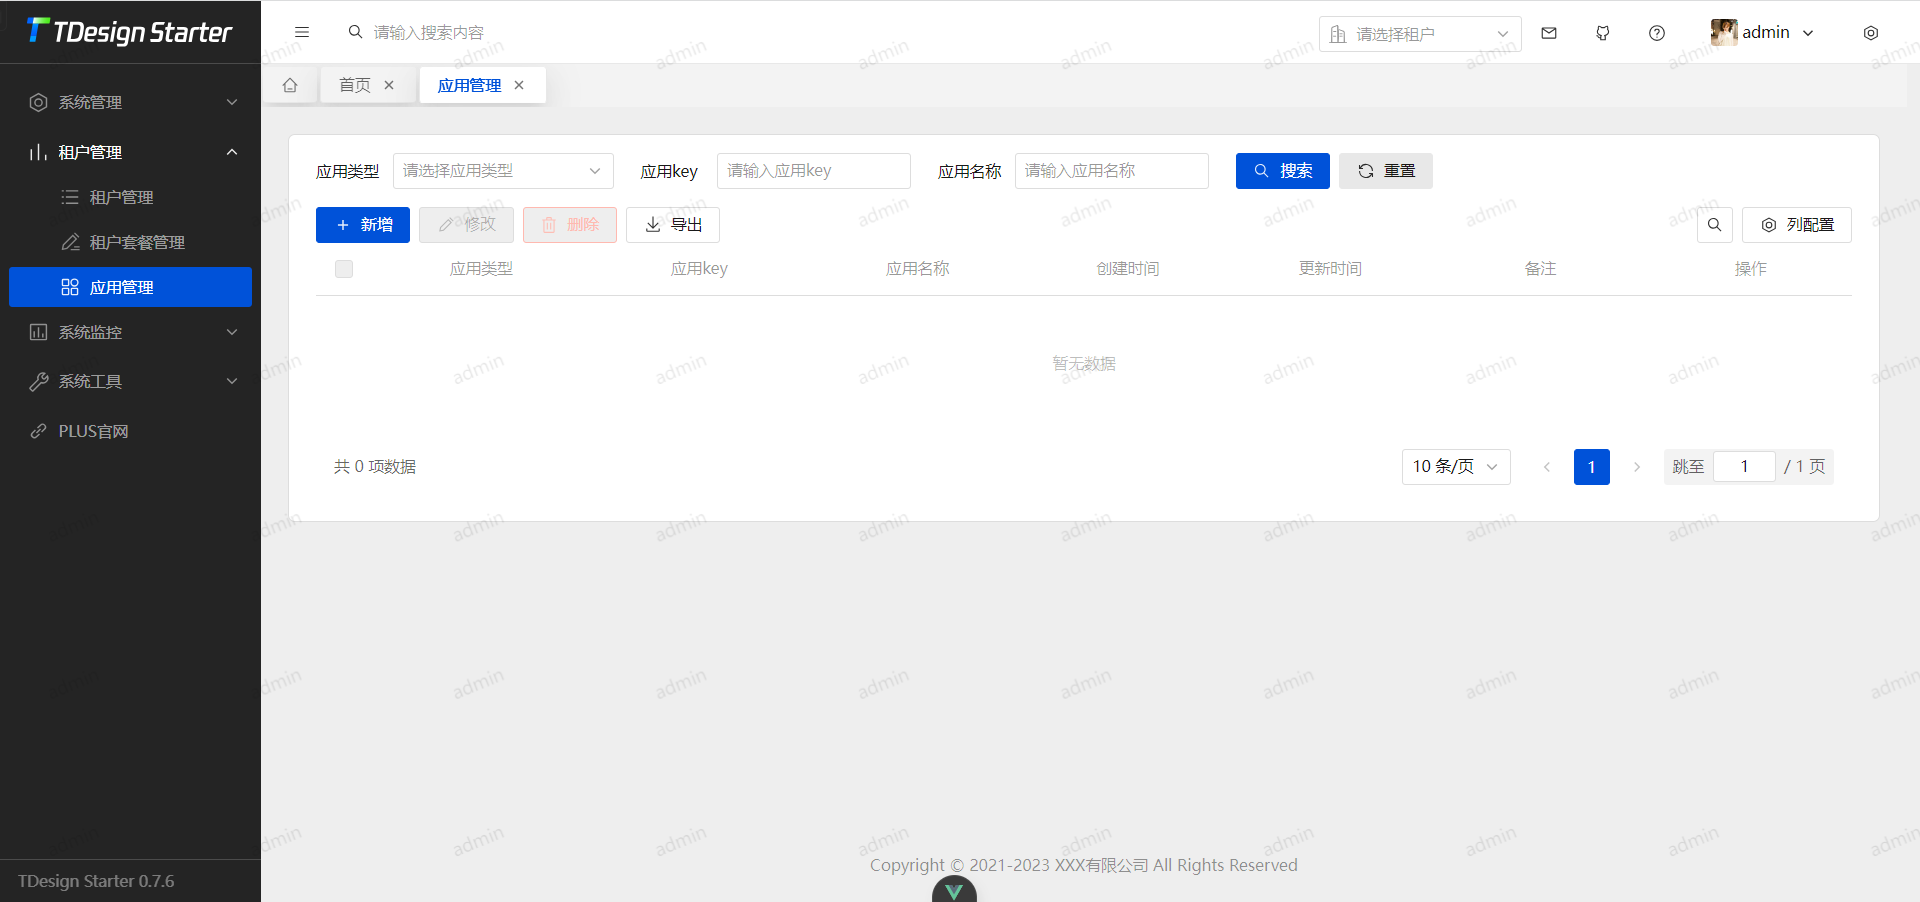 TDesign Starter
请输入搜索内容
请选择租户
admin
首页
应用管理
系统管理
租户管理
租户管理
租户套餐管理
应用管理
系统监控
系统工具
PLUS官网
TDesign Starter 0.7.6
应用类型 请选择应用类型 应用key 请输入应用key 应用名称 请输入应用名称 搜索 重置
新增 修改 删除 导出 列配置
应用类型 应用key 应用名称 创建时间 更新时间 备注 操作
暂无数据
共 0 项数据 10 条/页 1 跳至 1 / 1 页
Copyright © 2021-2023 XXX有限公司 All Rights Reserved